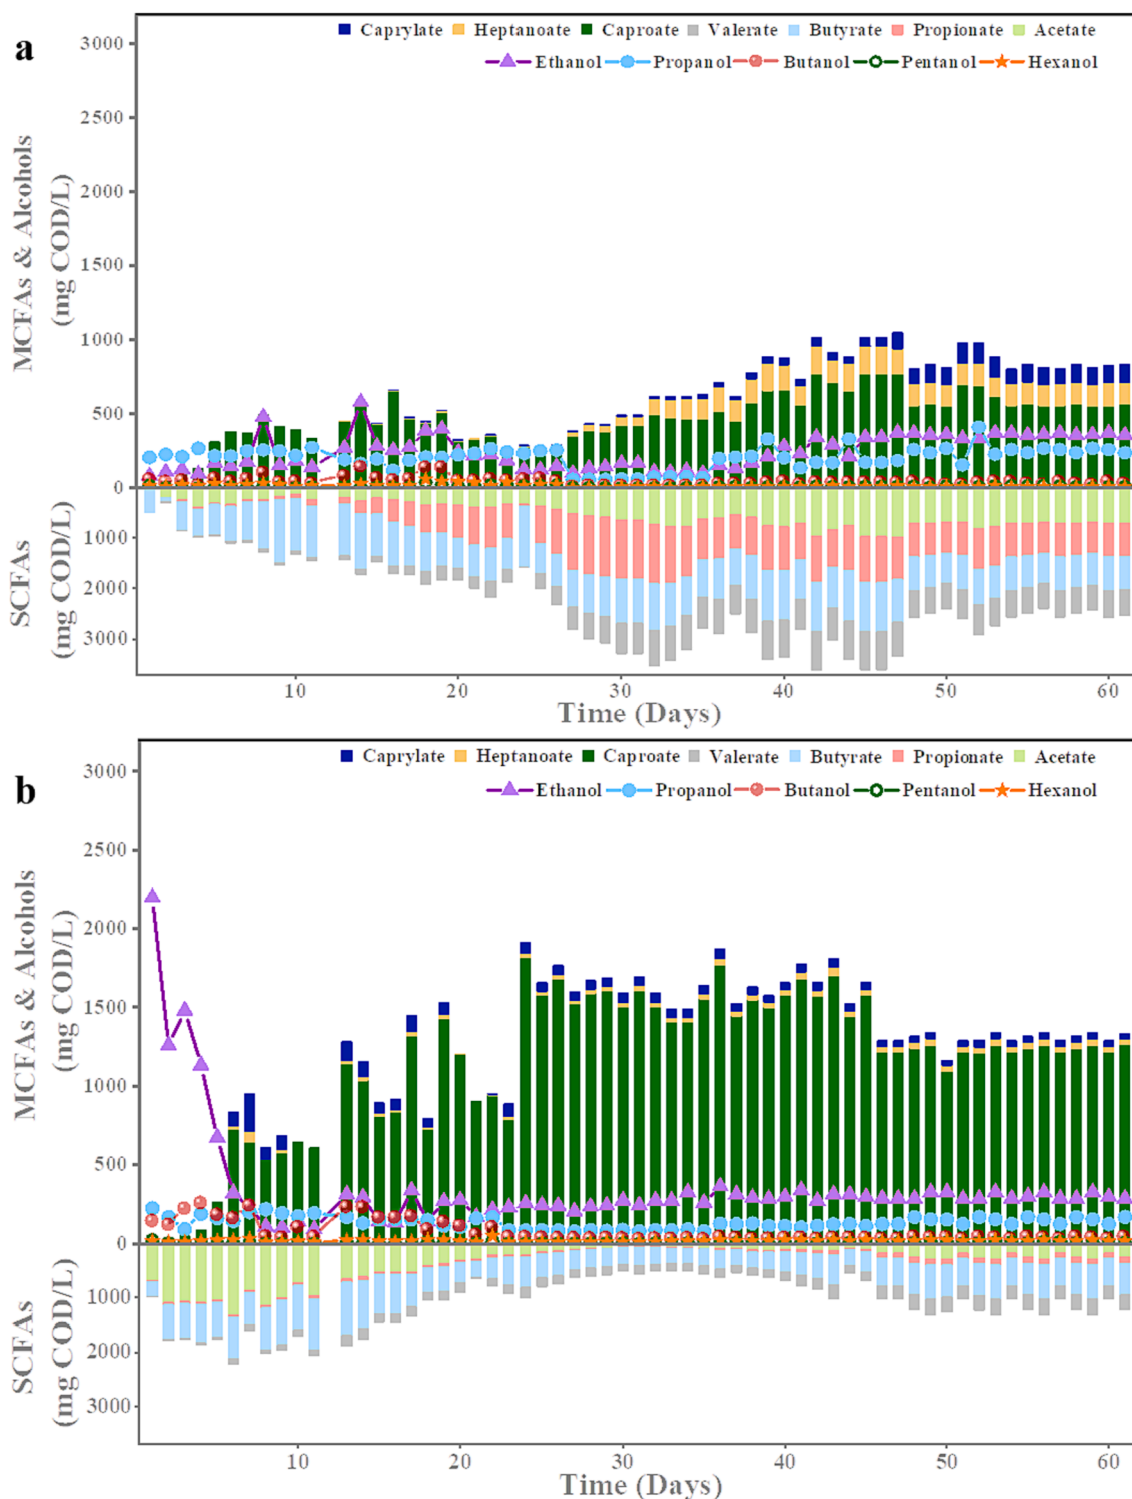 a
Caprylate Heptanoate Caproate Valerate Butyrate Propionate Acetate
Ethanol Propanol Butanol Pentanol Hexanol
MCFAs & Alcohols
(mg COD/L)
3000
2500
2000
1500
1000
500
0
SCFAs
(mg COD/L)
1000
2000
3000
10 20 30 40 50 60
Time (Days)
b
Caprylate Heptanoate Caproate Valerate Butyrate Propionate Acetate
Ethanol Propanol Butanol Pentanol Hexanol
MCFAs & Alcohols
(mg COD/L)
3000
2500
2000
1500
1000
500
0
SCFAs
(mg COD/L)
1000
2000
3000
10 20 30 40 50 60
Time (Days)